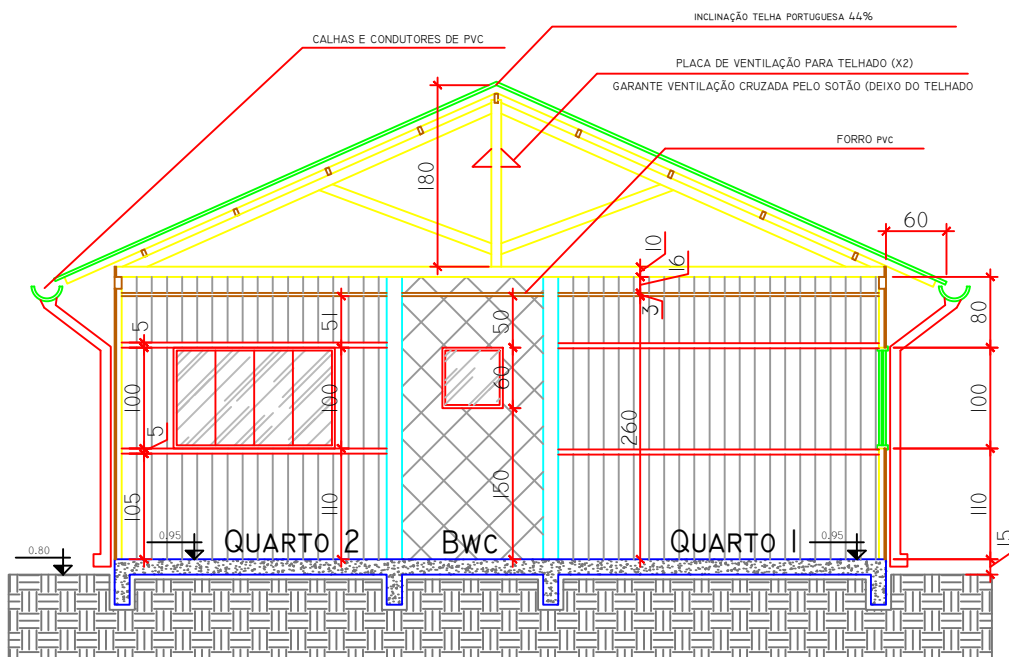 INCLINAÇÃO TELHA PORTUGUESA 44%
CALHAS E CONDUTORES DE PVC
PLACA DE VENTILAÇÃO PARA TELHADO (X2)
GARANTE VENTILAÇÃO CRUZADA PELO SOTÃO (DEIXO DO TELHADO
FORRO PVC
180
60
10
16
3
5
51
50
80
100
100
60
260
100
5
105
110
150
110
15
0.80
0.95
QUARTO 2
BWC
QUARTO 1
0.95